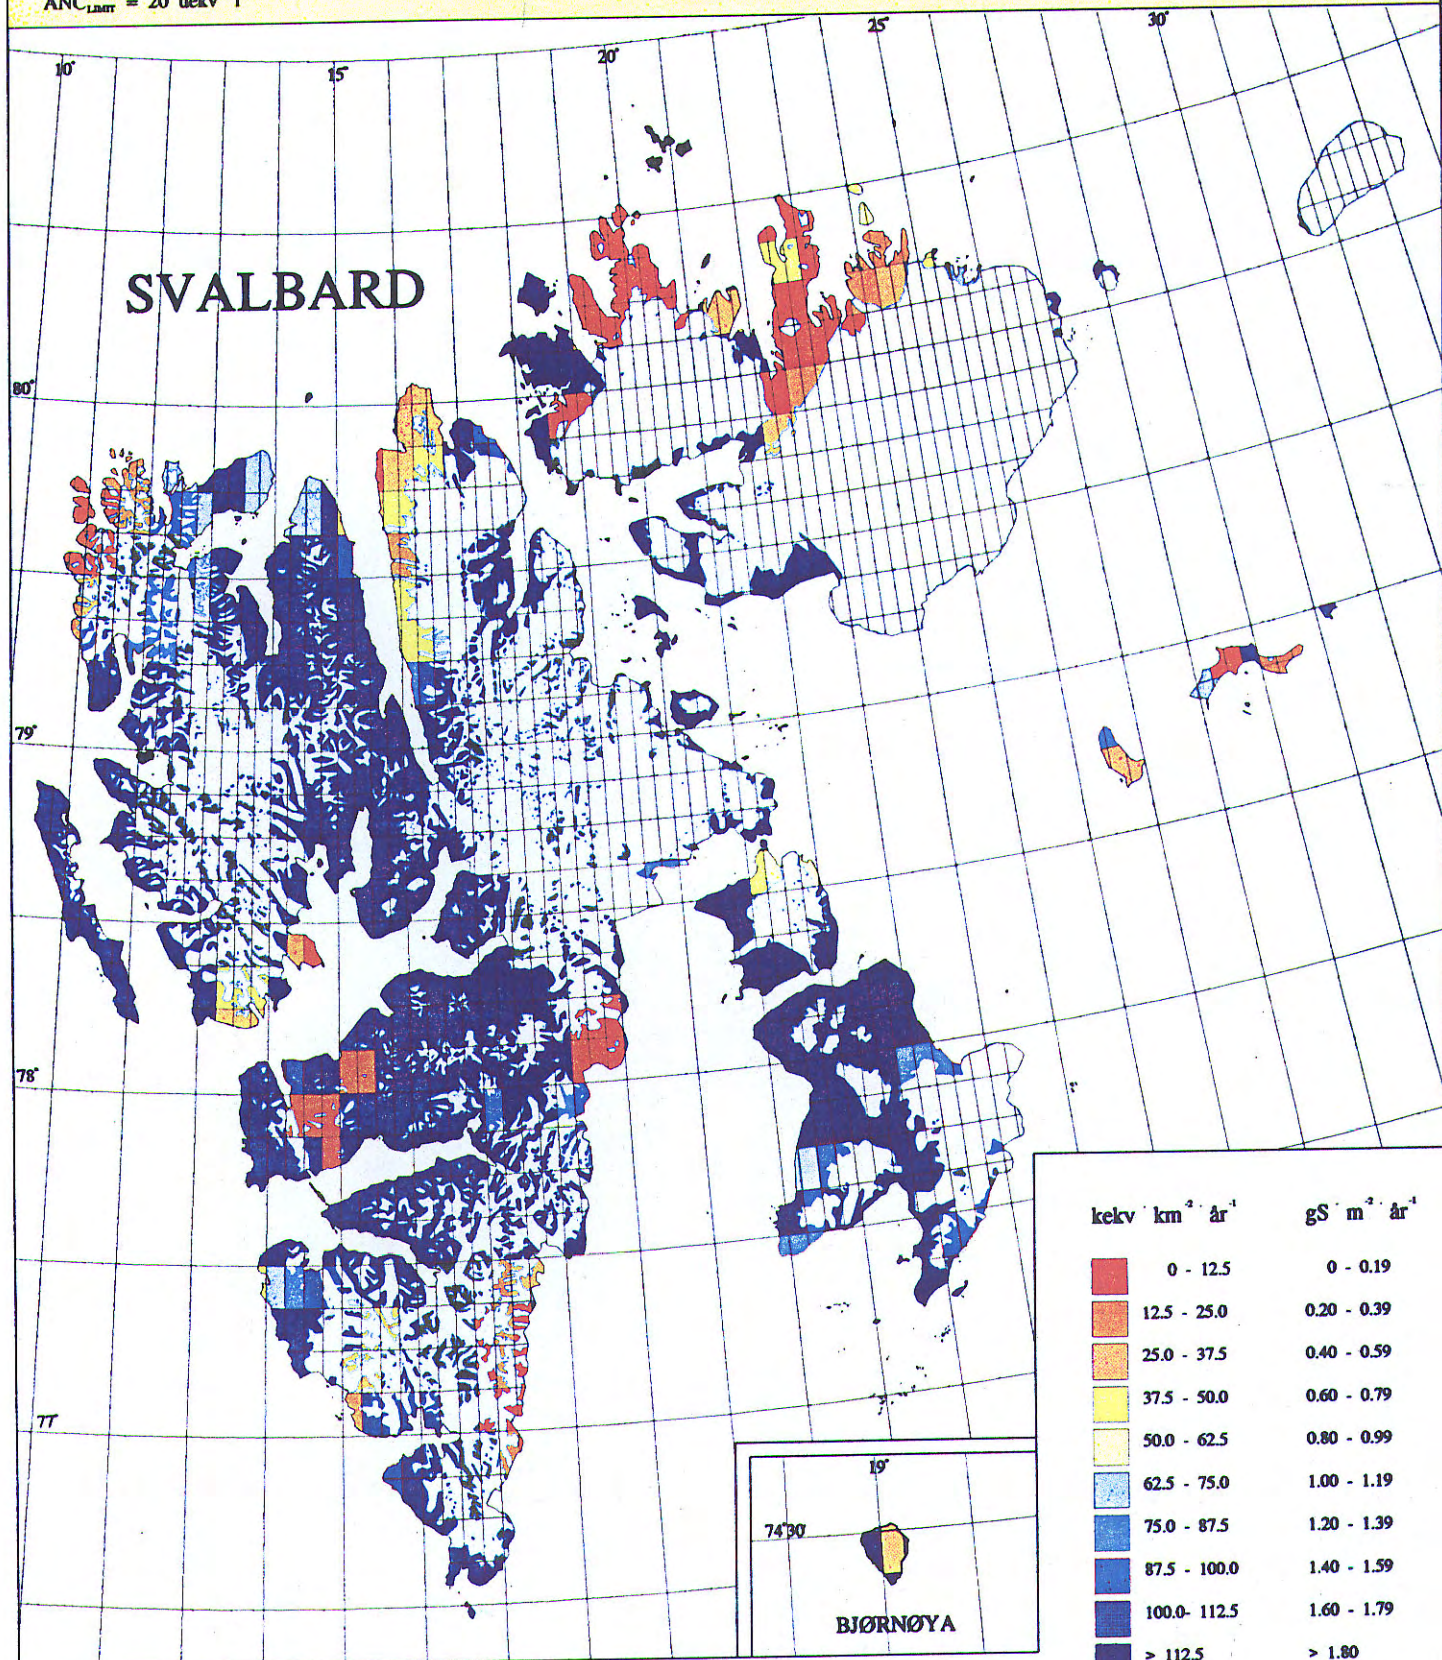 ANC LIMIT = 20 uekv l
10° 15° 20° 25° 30°
SVALBARD
80°
79°
78°
77°
kekv · km⁻² · år⁻¹ gS · m⁻² · år⁻¹
0 - 12.5 0 - 0.19
12.5 - 25.0 0.20 - 0.39
25.0 - 37.5 0.40 - 0.59
37.5 - 50.0 0.60 - 0.79
50.0 - 62.5 0.80 - 0.99
62.5 - 75.0 1.00 - 1.19
75.0 - 87.5 1.20 - 1.39
87.5 - 100.0 1.40 - 1.59
100.0- 112.5 1.60 - 1.79
> 112.5 > 1.80
19°
74°30'
BJØRNØYA